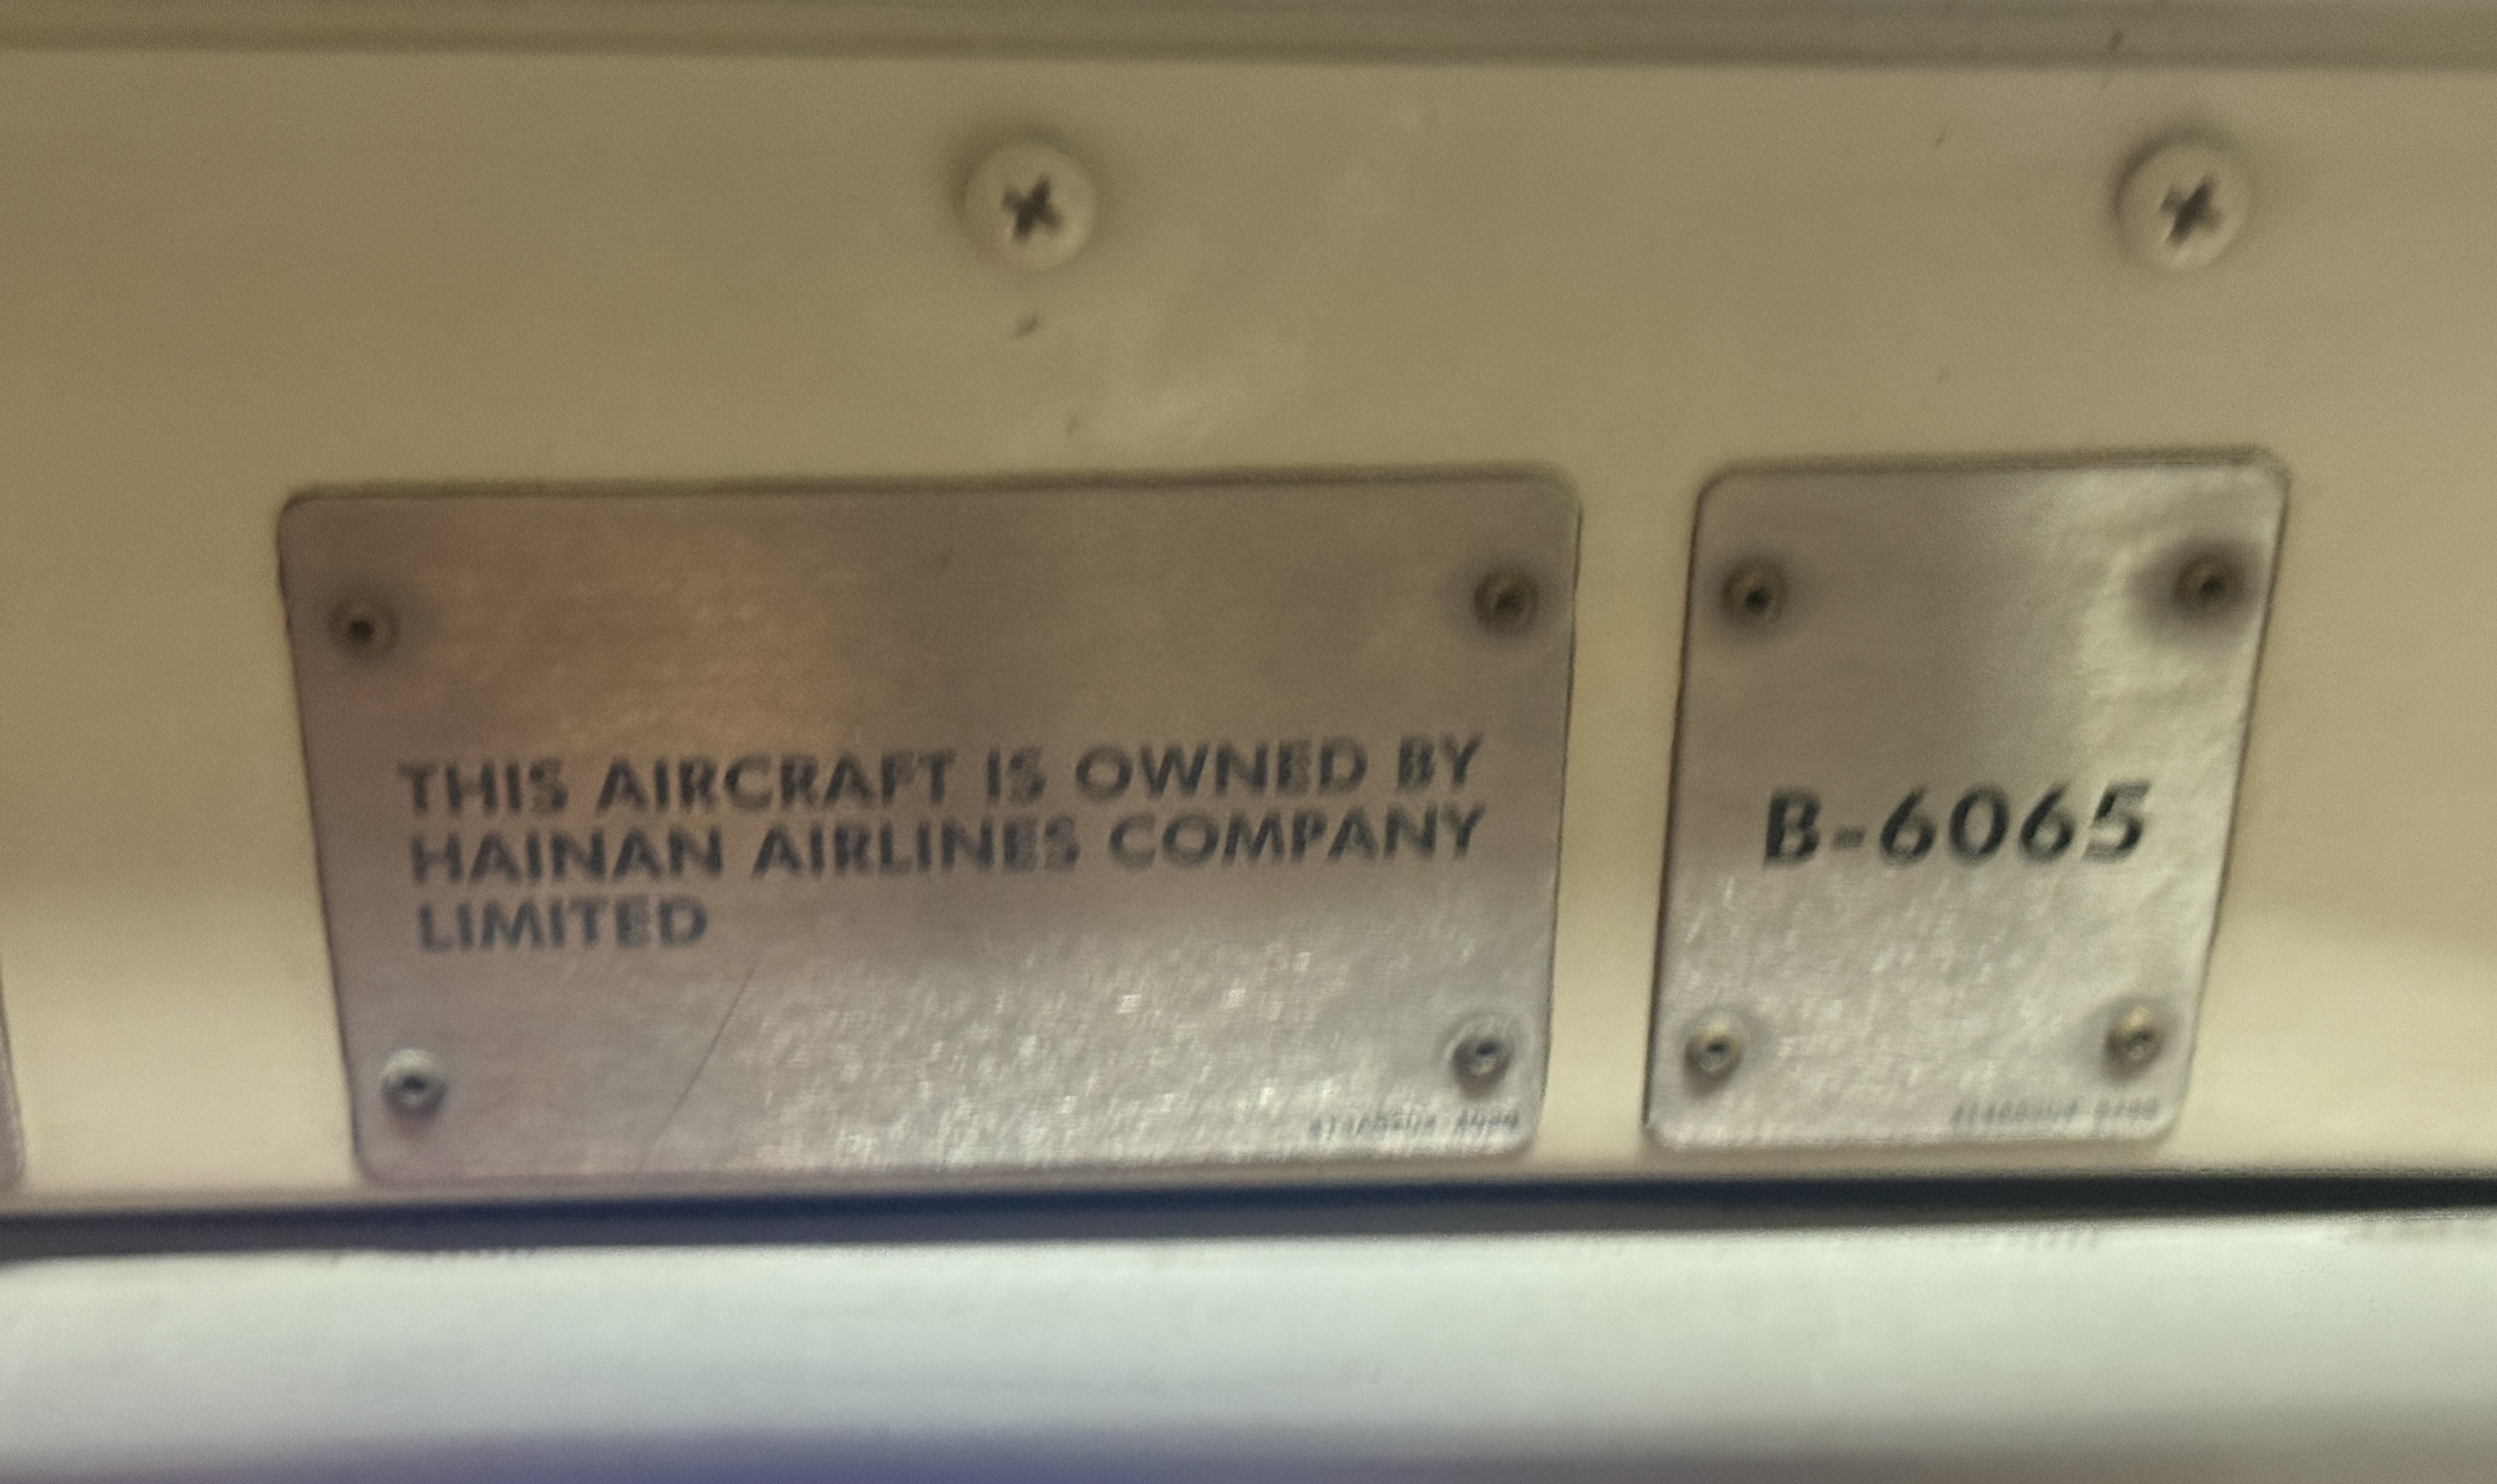 THIS AIRCRAFT IS OWNED BY
HAINAN AIRLINES COMPANY
LIMITED
B-6065